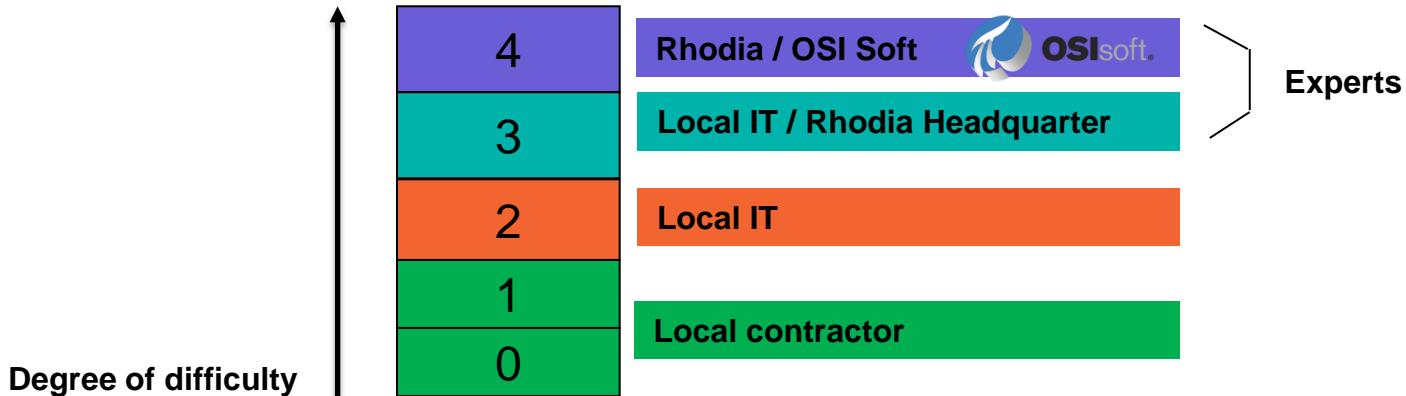 4
Rhodia / OSI Soft
OSIsoft.
Experts
3
Local IT / Rhodia Headquarter
2
Local IT
1
Local contractor
0
Degree of difficulty